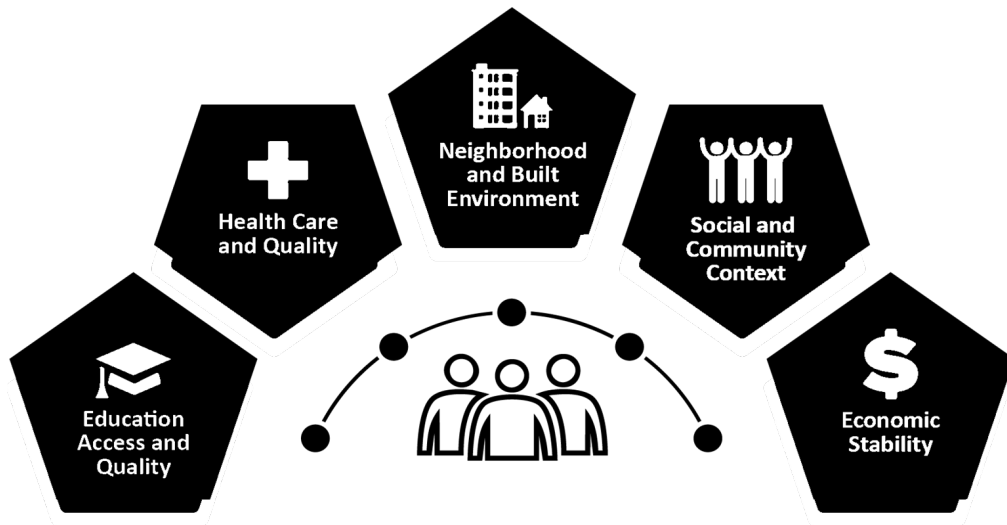 Neighborhood
and Built
Environment
Health Care
and Quality
Social and
Community
Context
Education
Access and
Quality
Economic
Stability